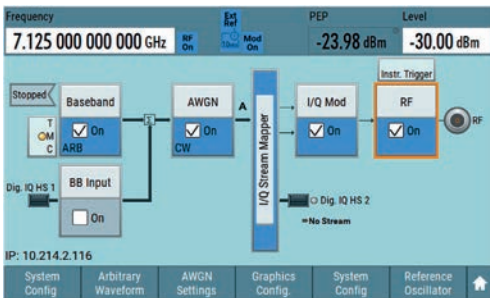 Frequency
Ext Ref
PEP
Level
7.125 000 000 000 GHz
RF On
Mod On
-23.98 dBm
-30.00 dBm
Instr. Trigger
Stopped
Baseband
AWGN
A
I/Q Mod
RF
T
M
C
On
ARB
Σ
On
CW
I/Q Stream Mapper
On
On
RF
Dig. IQ HS 1
BB Input
On
Dig. IQ HS 2
No Stream
IP: 10.214.2.116
System Config
Arbitrary Waveform
AWGN Settings
Graphics Config.
System Config
Reference Oscillator